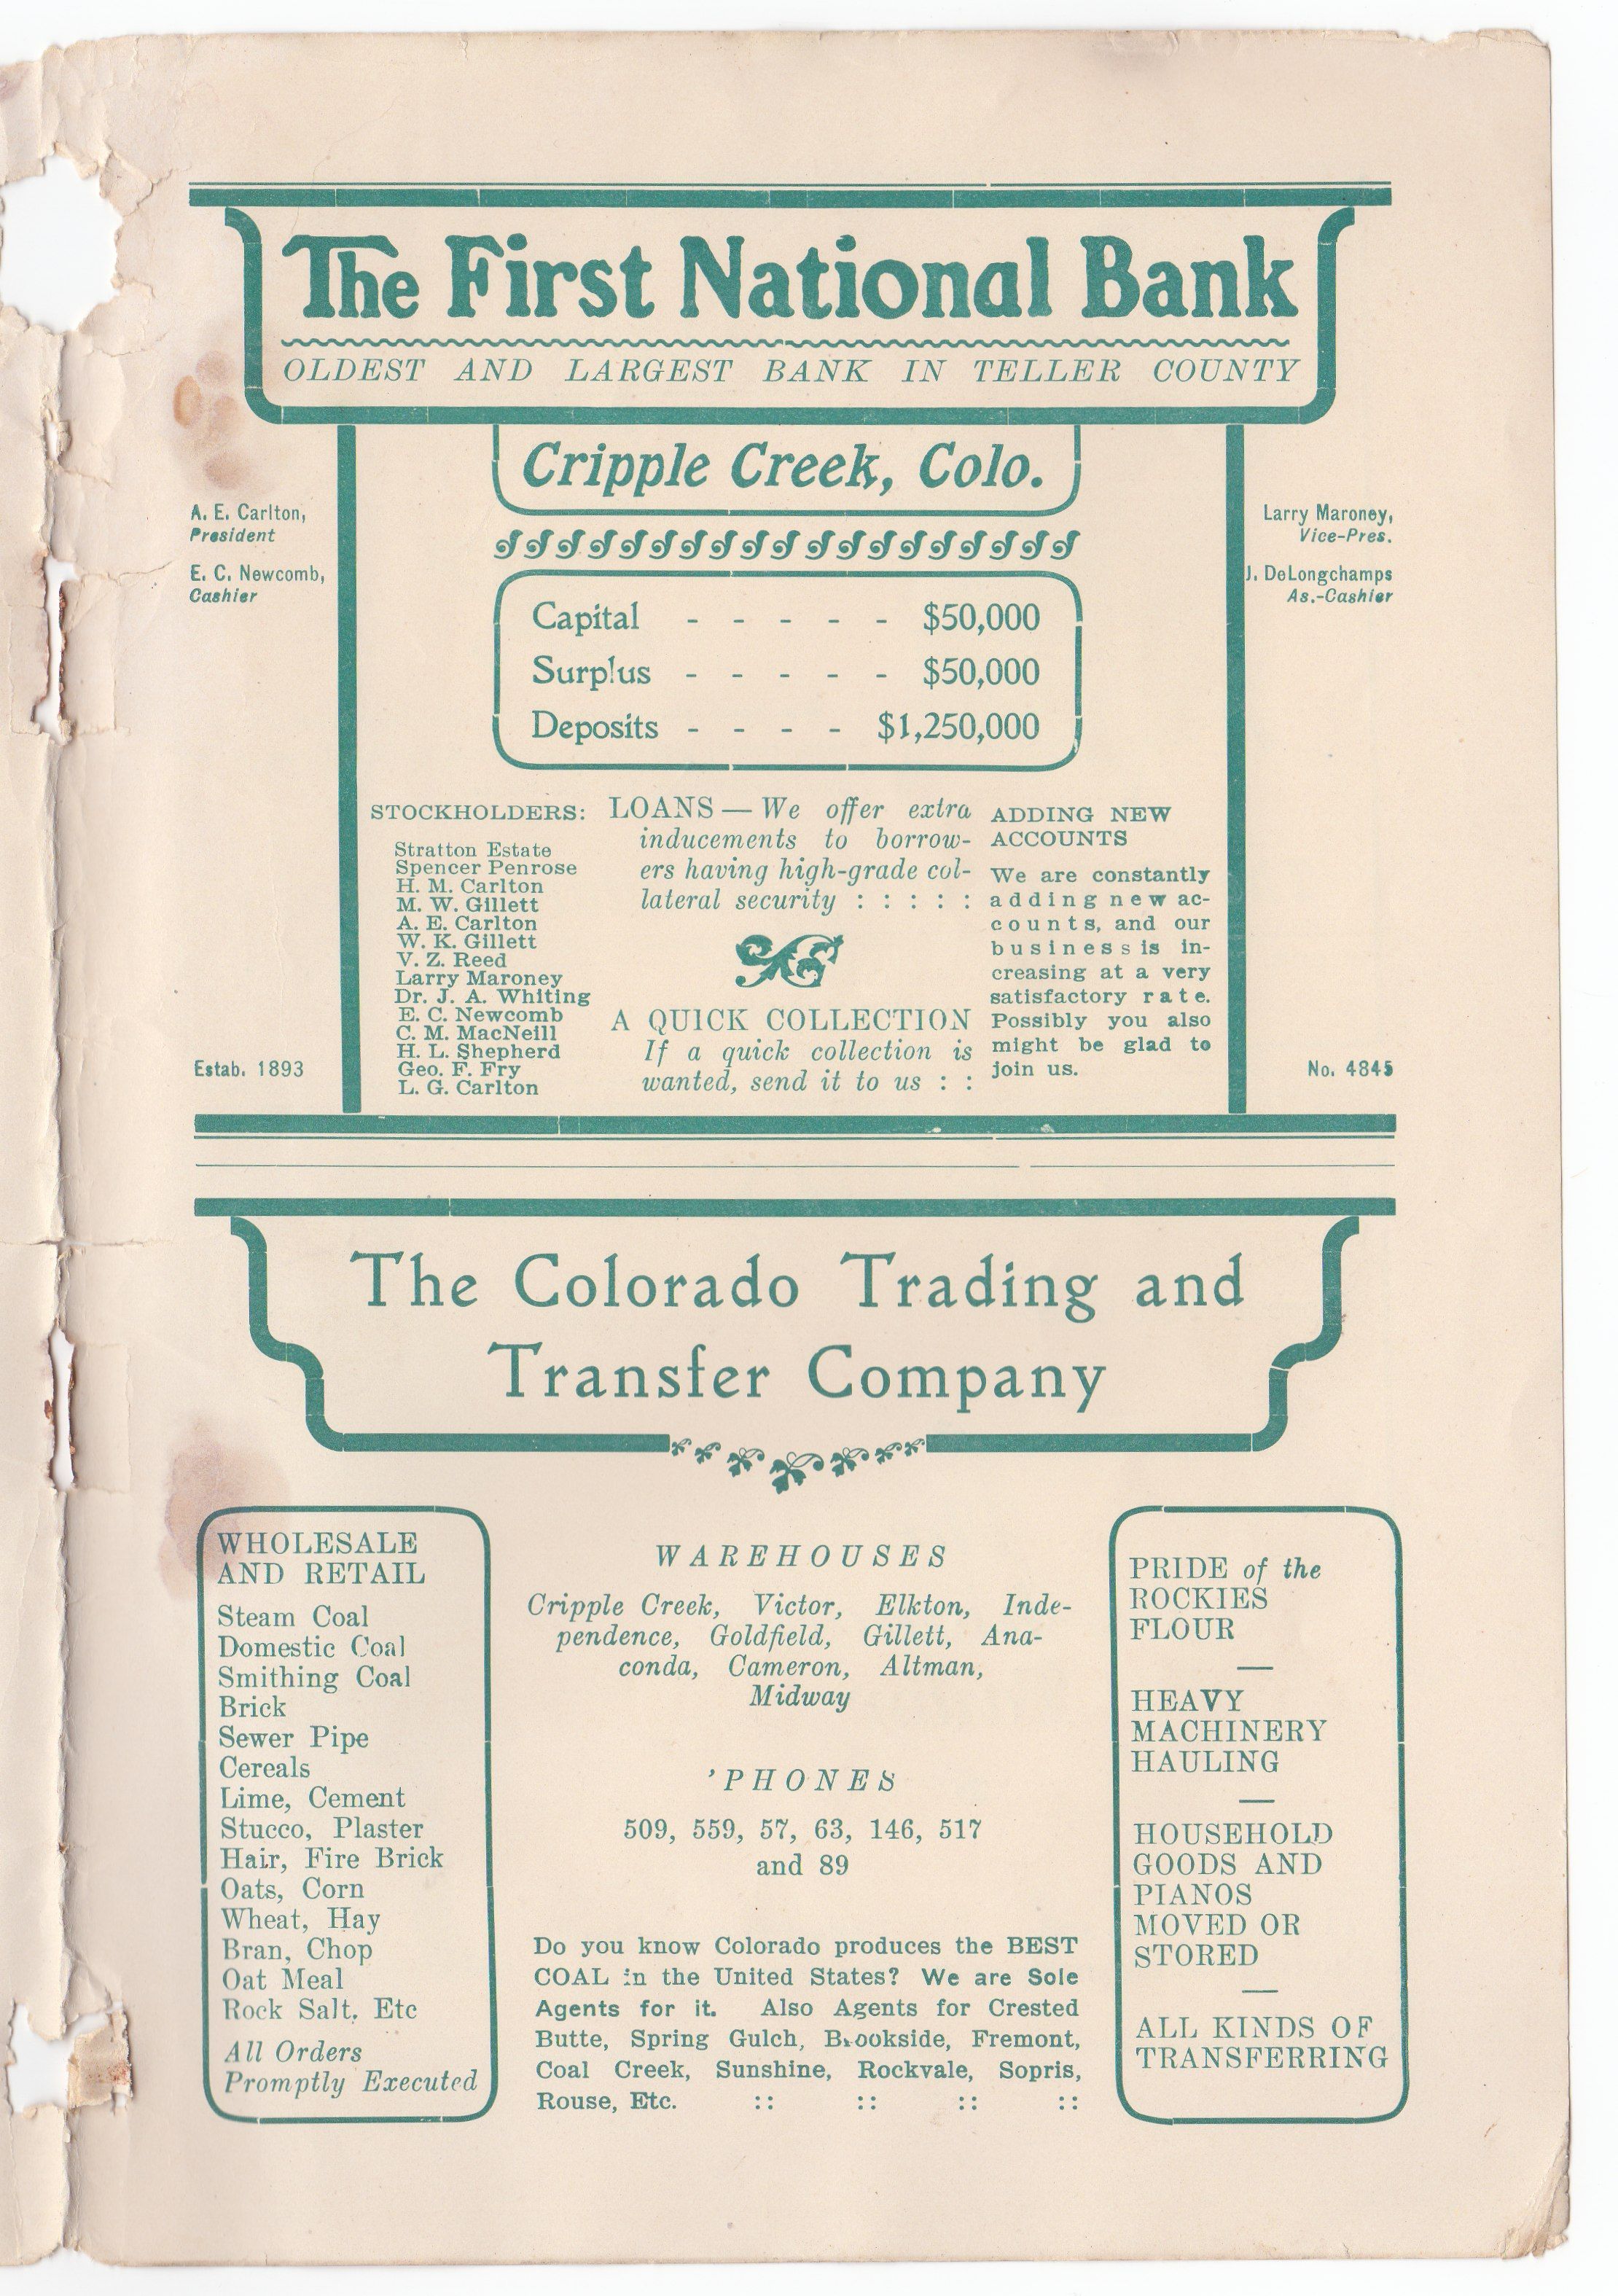 The First National Bank
OLDEST AND LARGEST BANK IN TELLER COUNTY
Cripple Creek, Colo.
A. E. Carlton,
President
E. C. Newcomb,
Cashier
Larry Maroney,
Vice-Pres.
J. DeLongchamps
As.-Cashier
Capital - - - - - $50,000
Surplus - - - - - $50,000
Deposits - - - - $1,250,000
STOCKHOLDERS:
Stratton Estate
Spencer Penrose
H. M. Carlton
M. W. Gillett
A. E. Carlton
W. K. Gillett
V. Z. Reed
Larry Maroney
Dr. J. A. Whiting
E. C. Newcomb
C. M. MacNeill
H. L. Shepherd
Geo. F. Fry
L. G. Carlton
LOANS — We offer extra
inducements to borrow-
ers having high-grade col-
lateral security : : : : :
A QUICK COLLECTION
If a quick collection is
wanted, send it to us : :
ADDING NEW
ACCOUNTS
We are constantly
adding new ac-
counts, and our
business is in-
creasing at a very
satisfactory rate.
Possibly you also
might be glad to
join us.
Estab. 1893
No. 4845
The Colorado Trading and
Transfer Company
WHOLESALE
AND RETAIL
Steam Coal
Domestic Coal
Smithing Coal
Brick
Sewer Pipe
Cereals
Lime, Cement
Stucco, Plaster
Hair, Fire Brick
Oats, Corn
Wheat, Hay
Bran, Chop
Oat Meal
Rock Salt, Etc
All Orders
Promptly Executed
WAREHOUSES
Cripple Creek, Victor, Elkton, Inde-
pendence, Goldfield, Gillett, Ana-
conda, Cameron, Altman,
Midway
'PHONES
509, 559, 57, 63, 146, 517
and 89
Do you know Colorado produces the BEST
COAL in the United States? We are Sole
Agents for it. Also Agents for Crested
Butte, Spring Gulch, Brookside, Fremont,
Coal Creek, Sunshine, Rockvale, Sopris,
Rouse, Etc. :: :: :: ::
PRIDE of the
ROCKIES
FLOUR
—
HEAVY
MACHINERY
HAULING
—
HOUSEHOLD
GOODS AND
PIANOS
MOVED OR
STORED
—
ALL KINDS OF
TRANSFERRING